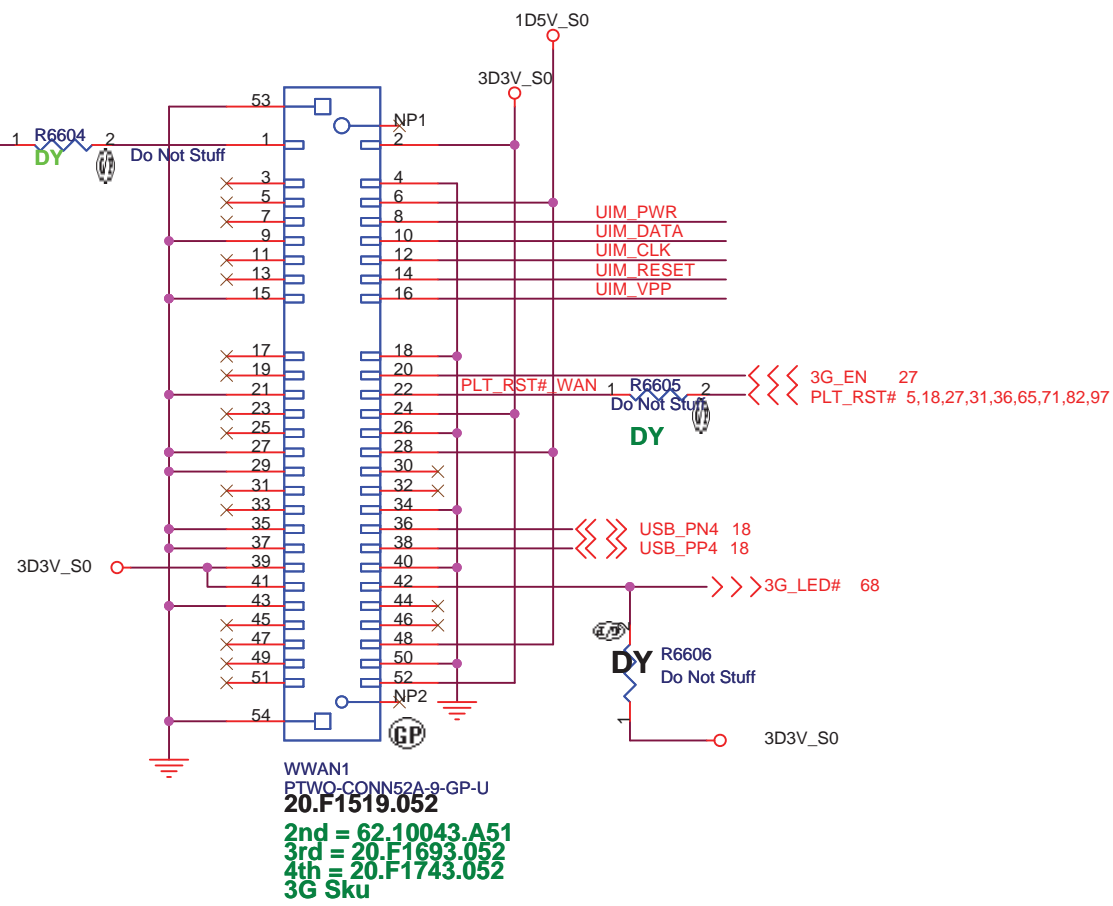 1D5V_S0
3D3V_S0
53
NP1
1 R6604 2
DY
Do Not Stuff
1 2
3 4
5 6
7 8 UIM_PWR
9 10 UIM_DATA
11 12 UIM_CLK
13 14 UIM_RESET
15 16 UIM_VPP
17 18
19 20 3G_EN 27
21 22 PLT_RST#_WAN 1 R6605 2 PLT_RST# 5,18,27,31,36,65,71,82,97
Do Not Stuff
DY
23 24
25 26
27 28
29 30
31 32
33 34
35 36 USB_PN4 18
37 38 USB_PP4 18
3D3V_S0 39 40
41 42 3G_LED# 68
43 44
45 46
47 48
49 50
51 52
2
DY R6606
Do Not Stuff
1
3D3V_S0
NP2
54
GP
WWAN1
PTWO-CONN52A-9-GP-U
20.F1519.052
2nd = 62.10043.A51
3rd = 20.F1693.052
4th = 20.F1743.052
3G Sku